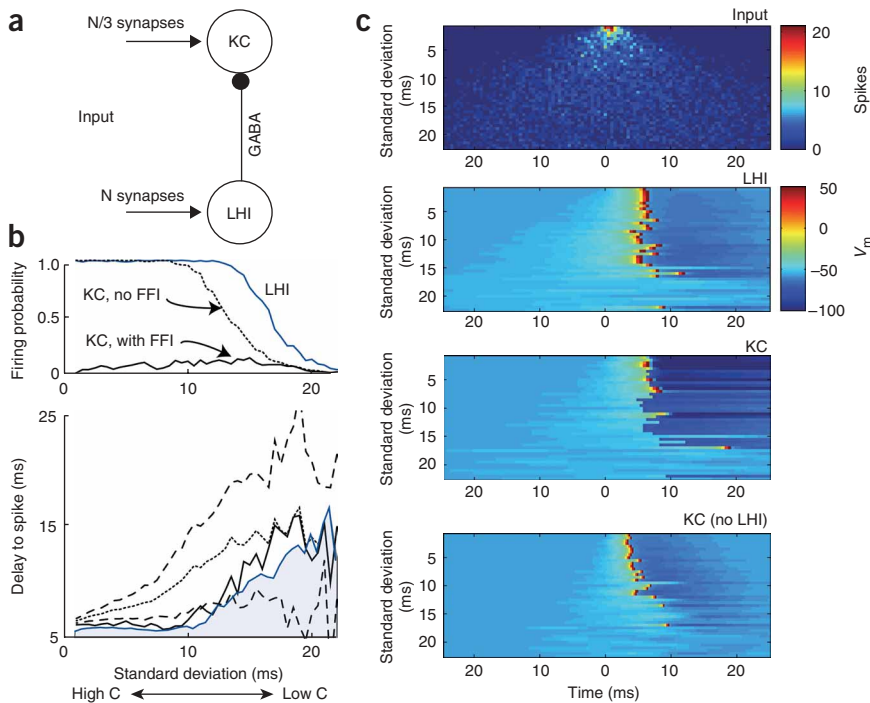 a
N/3 synapses
KC
Input
GABA
N synapses
LHI
b
Firing probability
1.0
0.5
0
LHI
KC, no FFI
KC, with FFI
0
10
20
Delay to spike (ms)
25
15
5
0
10
20
Standard deviation (ms)
High C
Low C
c
Input
Standard deviation
(ms)
5
10
15
20
20
10
0
10
20
20
10
0
Spikes
LHI
Standard deviation
(ms)
5
10
15
20
20
10
0
10
20
50
0
−50
−100
Vm
KC
Standard deviation
(ms)
5
10
15
20
20
10
0
10
20
KC (no LHI)
Standard deviation
(ms)
5
10
15
20
20
10
0
10
20
Time (ms)